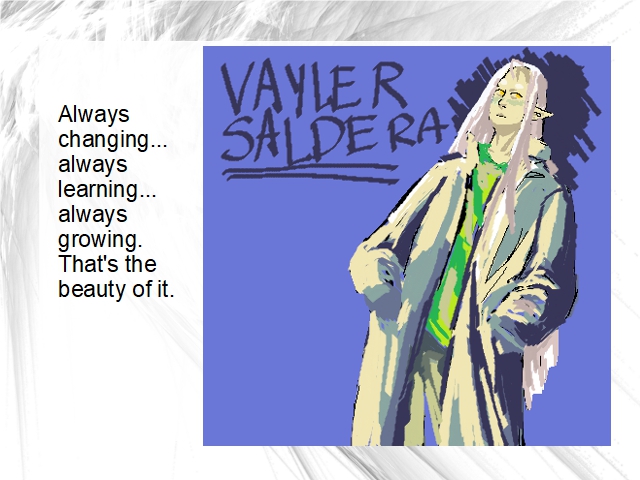 Always
changing...
always
learning...
always
growing.
That's the
beauty of it.
VAYLER
SALDERA